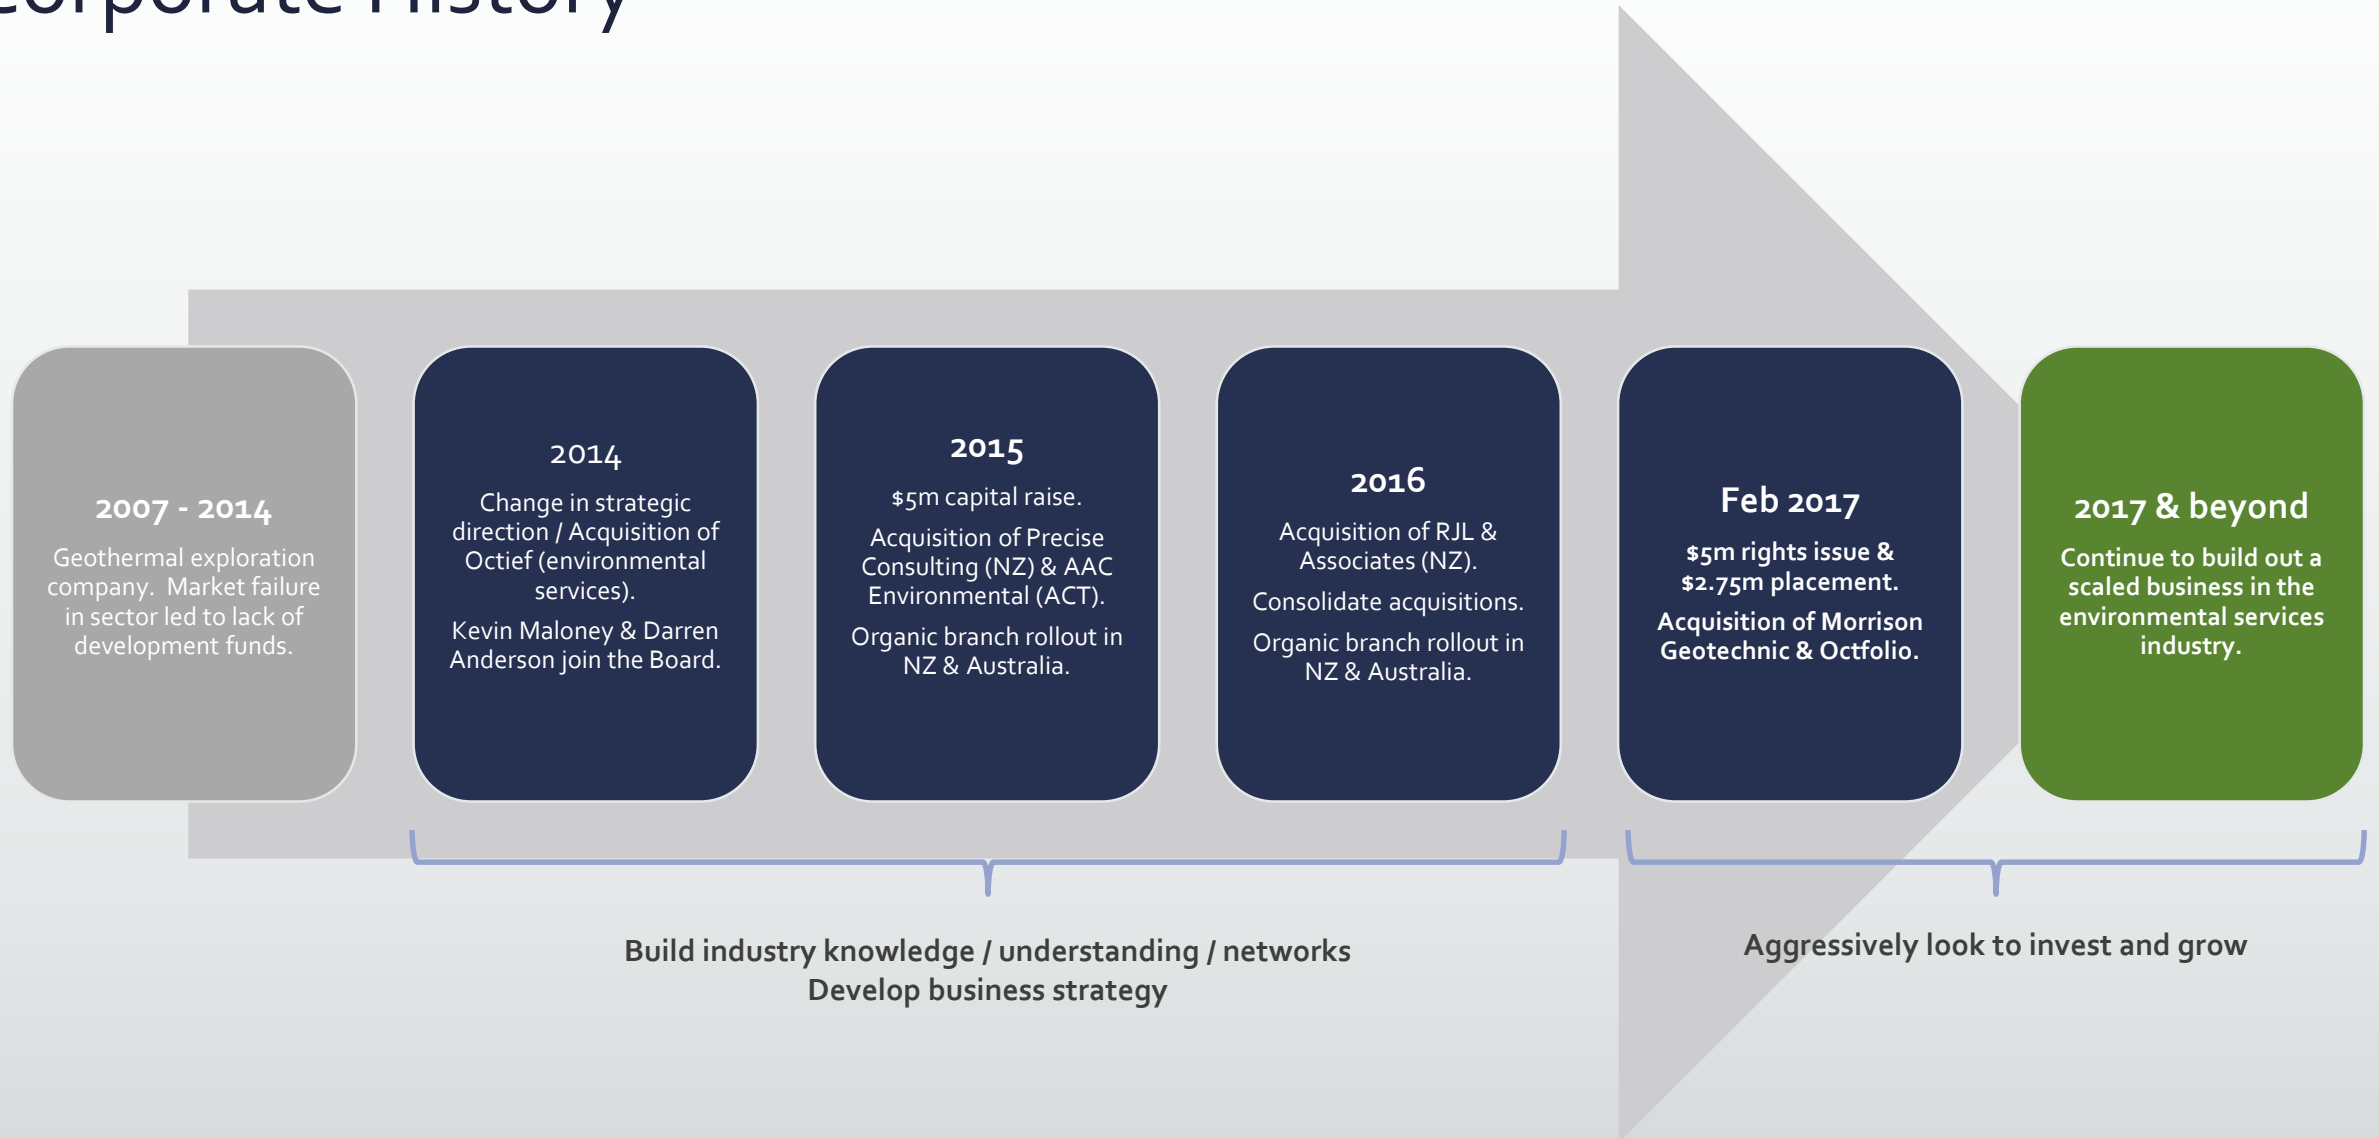 Corporate History
2007 - 2014
Geothermal exploration
company.  Market failure
in sector led to lack of
development funds.
2014
Change in strategic
direction / Acquisition of
Octief (environmental
services).
Kevin Maloney & Darren
Anderson join the Board.
2015
$5m capital raise.
Acquisition of Precise
Consulting (NZ) & AAC
Environmental (ACT).
Organic branch rollout in
NZ & Australia.
2016
Acquisition of RJL &
Associates (NZ).
Consolidate acquisitions.
Organic branch rollout in
NZ & Australia.
Feb 2017
$5m rights issue &
$2.75m placement.
Acquisition of Morrison
Geotechnic & Octfolio.
2017 & beyond
Continue to build out a
scaled business in the
environmental services
industry.
Build industry knowledge / understanding / networks
Develop business strategy
Aggressively look to invest and grow